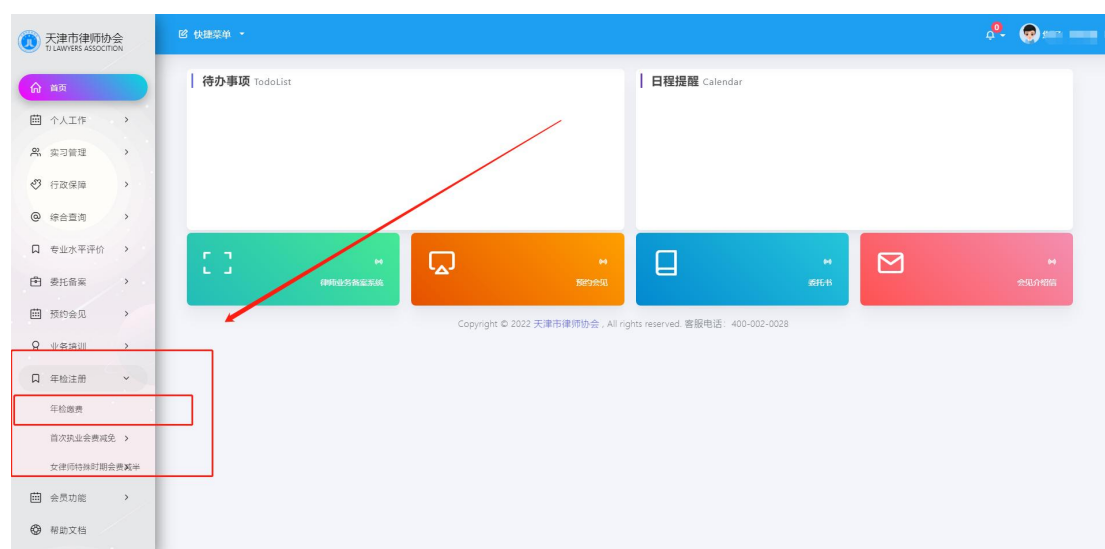 天津市律师协会
TJ LAWYERS ASSOCITION
快捷菜单
0
首页
个人工作
实习管理
行政保障
综合查询
专业水平评价
委托备案
预约会见
业务培训
年检注册
年检缴费
首次执业会费减免
女律师特殊时期会费减半
会员功能
帮助文档
待办事项 TodoList
日程提醒 Calendar
律师业务备案系统
预约会见
委托书
会见介绍信
Copyright © 2022 天津市律师协会 , All rights reserved. 客服电话：400-002-0028